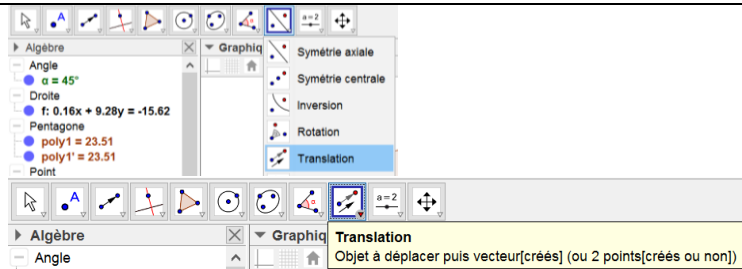 A
a=2
Algèbre
Graphiq
Angle
α = 45°
Droite
f: 0.16x + 9.28y = -15.62
Pentagone
poly1 = 23.51
poly1' = 23.51
Point
Symétrie axiale
Symétrie centrale
Inversion
Rotation
Translation
A
a=2
Algèbre
Graphiq
Angle
Translation
Objet à déplacer puis vecteur[créés] (ou 2 points[créés ou non])